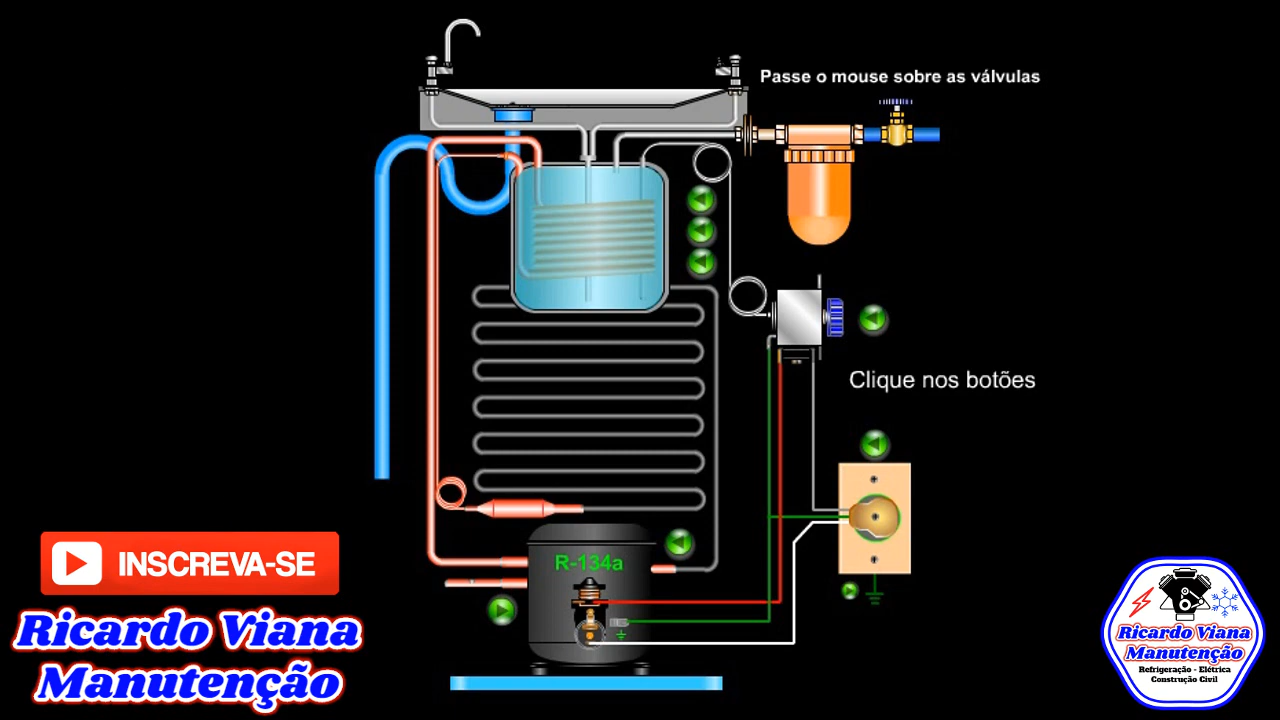 Passe o mouse sobre as válvulas
Clique nos botões
R-134a
INSCREVA-SE
Ricardo Viana
Manutenção
Ricardo Viana
Manutenção
Refrigeração - Elétrica
Construção Civil